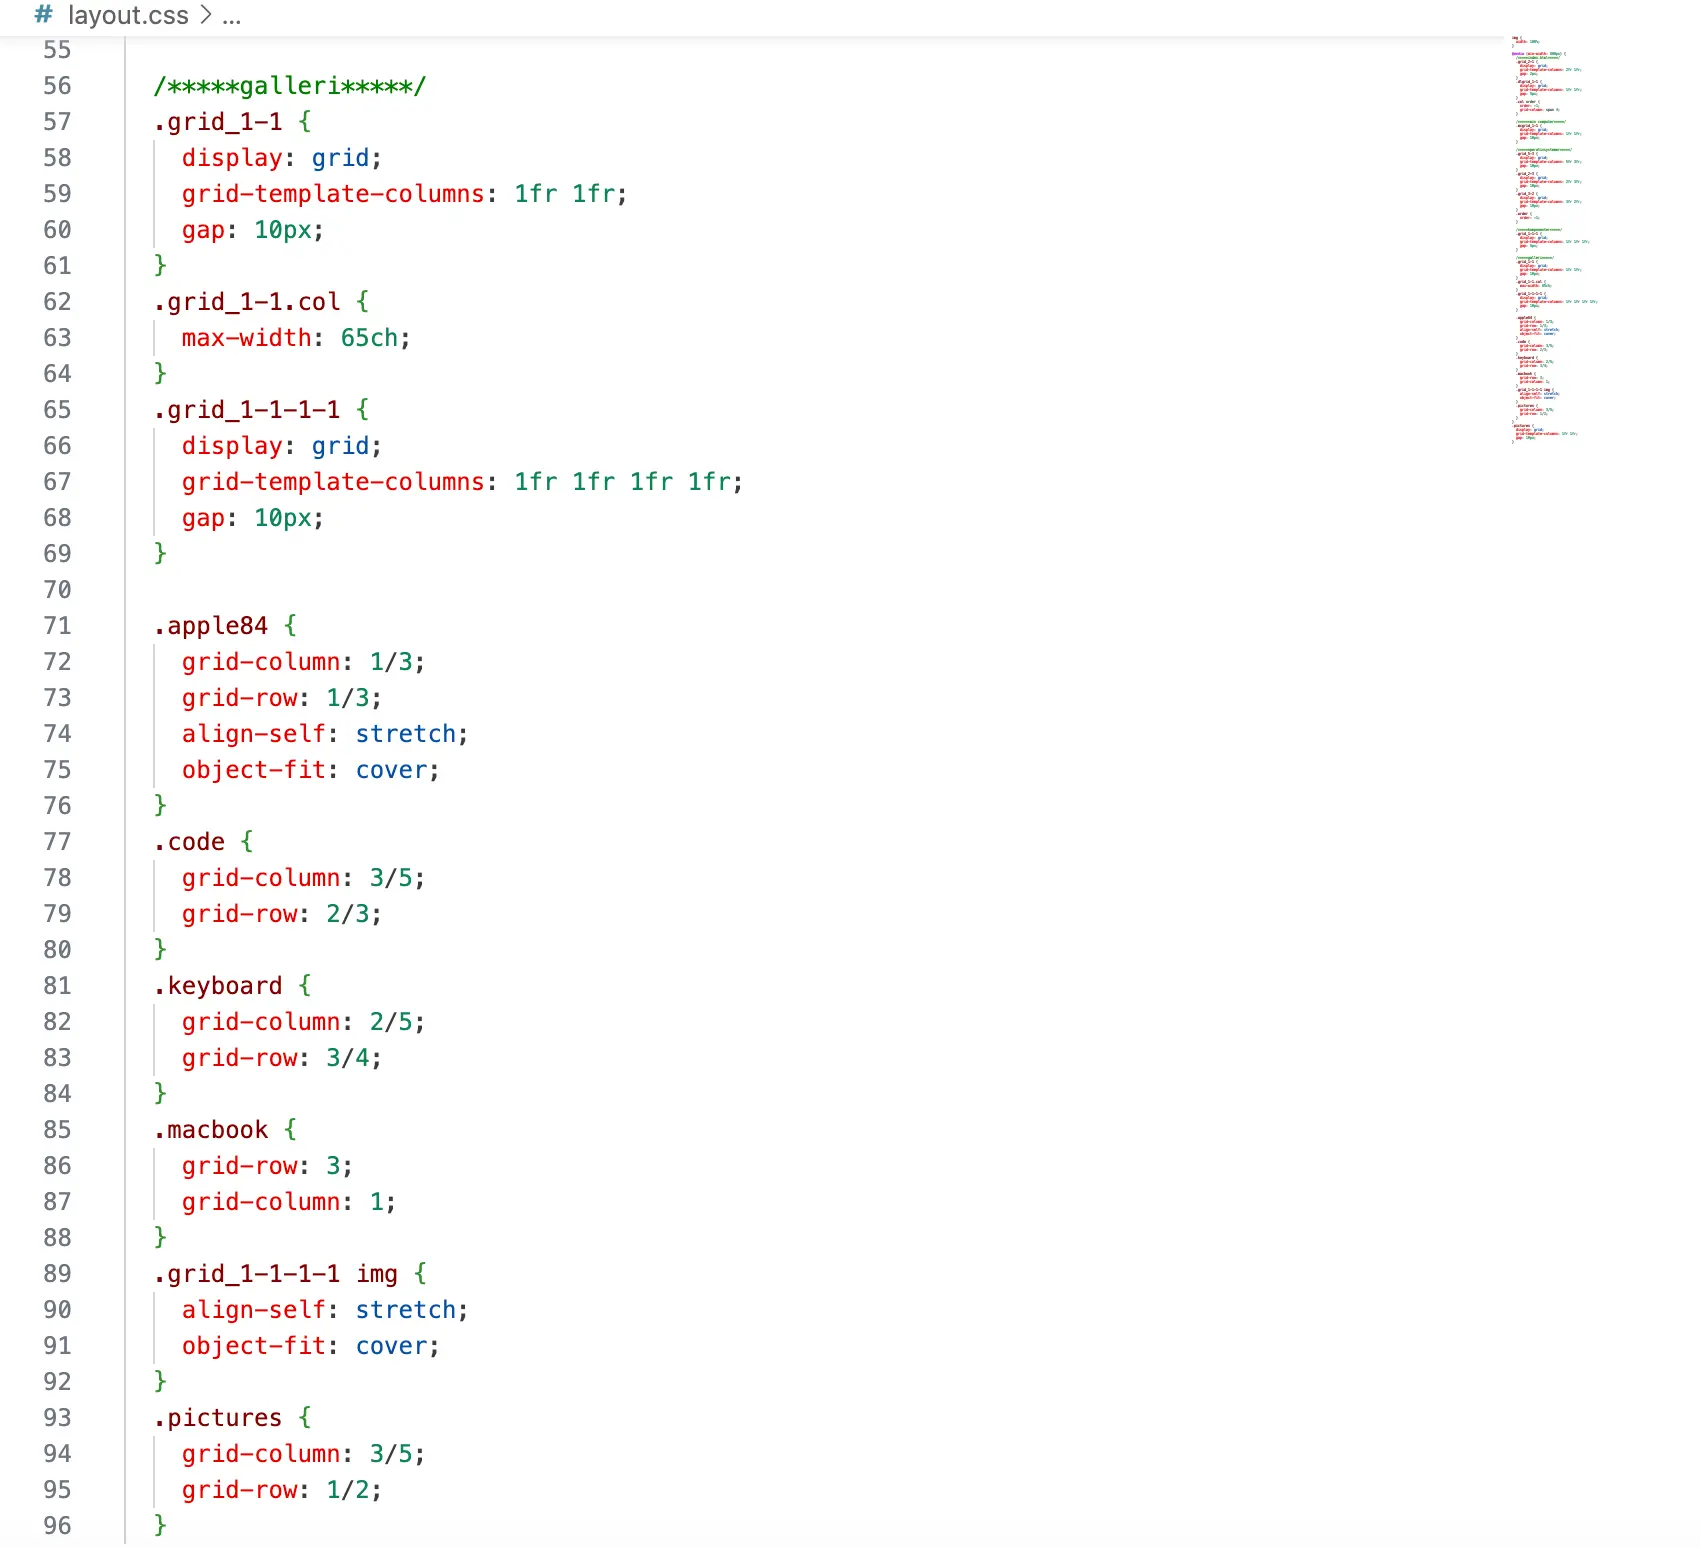 # layout.css > ...
55
56 /*****galleri*****/
57 .grid_1-1 {
58 display: grid;
59 grid-template-columns: 1fr 1fr;
60 gap: 10px;
61 }
62 .grid_1-1.col {
63 max-width: 65ch;
64 }
65 .grid_1-1-1-1 {
66 display: grid;
67 grid-template-columns: 1fr 1fr 1fr 1fr;
68 gap: 10px;
69 }
70
71 .apple84 {
72 grid-column: 1/3;
73 grid-row: 1/3;
74 align-self: stretch;
75 object-fit: cover;
76 }
77 .code {
78 grid-column: 3/5;
79 grid-row: 2/3;
80 }
81 .keyboard {
82 grid-column: 2/5;
83 grid-row: 3/4;
84 }
85 .macbook {
86 grid-row: 3;
87 grid-column: 1;
88 }
89 .grid_1-1-1-1 img {
90 align-self: stretch;
91 object-fit: cover;
92 }
93 .pictures {
94 grid-column: 3/5;
95 grid-row: 1/2;
96 }